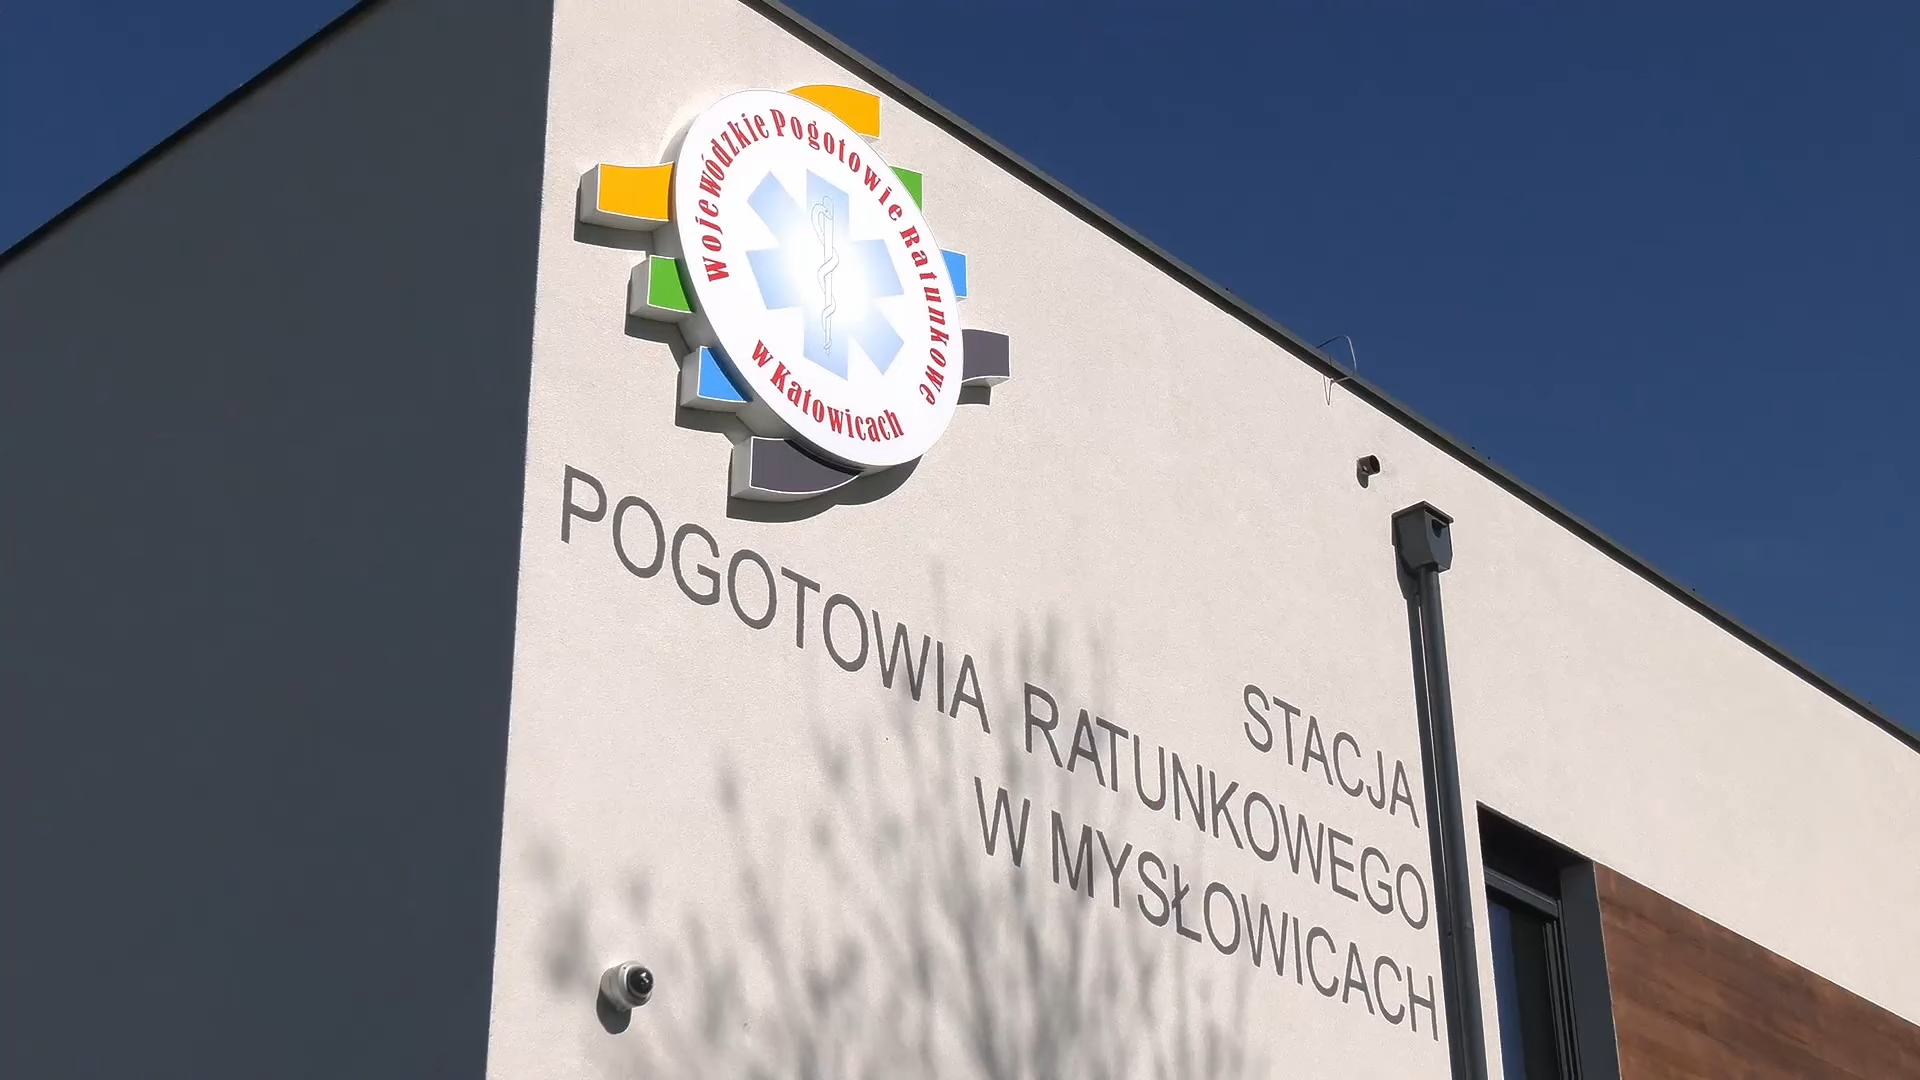 Wojewódzkie Pogotowie Ratunkowe
w Katowicach
STACJA
POGOTOWIA RATUNKOWEGO
W MYSŁOWICACH